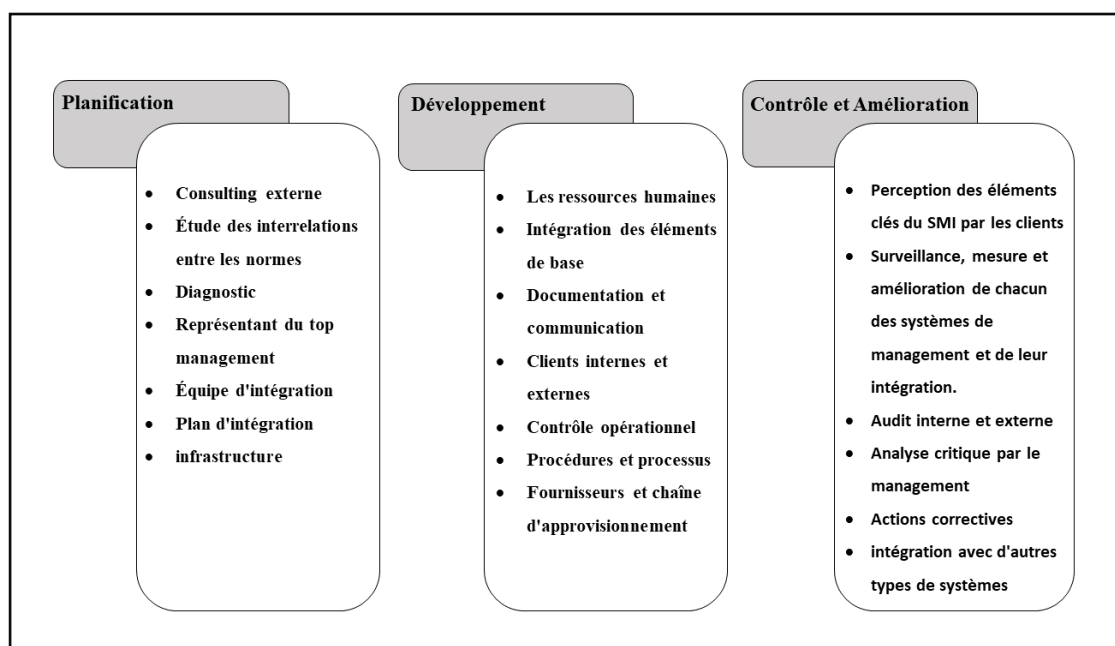 Planification
• Consulting externe
• Étude des interrelations
entre les normes
• Diagnostic
• Représentant du top
management
• Équipe d'intégration
• Plan d'intégration
• infrastructure
Développement
• Les ressources humaines
• Intégration des éléments
de base
• Documentation et
communication
• Clients internes et
externes
• Contrôle opérationnel
• Procédures et processus
• Fournisseurs et chaîne
d'approvisionnement
Contrôle et Amélioration
• Perception des éléments
clés du SMI par les clients
• Surveillance, mesure et
amélioration de chacun
des systèmes de
management et de leur
intégration.
• Audit interne et externe
• Analyse critique par le
management
• Actions correctives
• intégration avec d'autres
types de systèmes